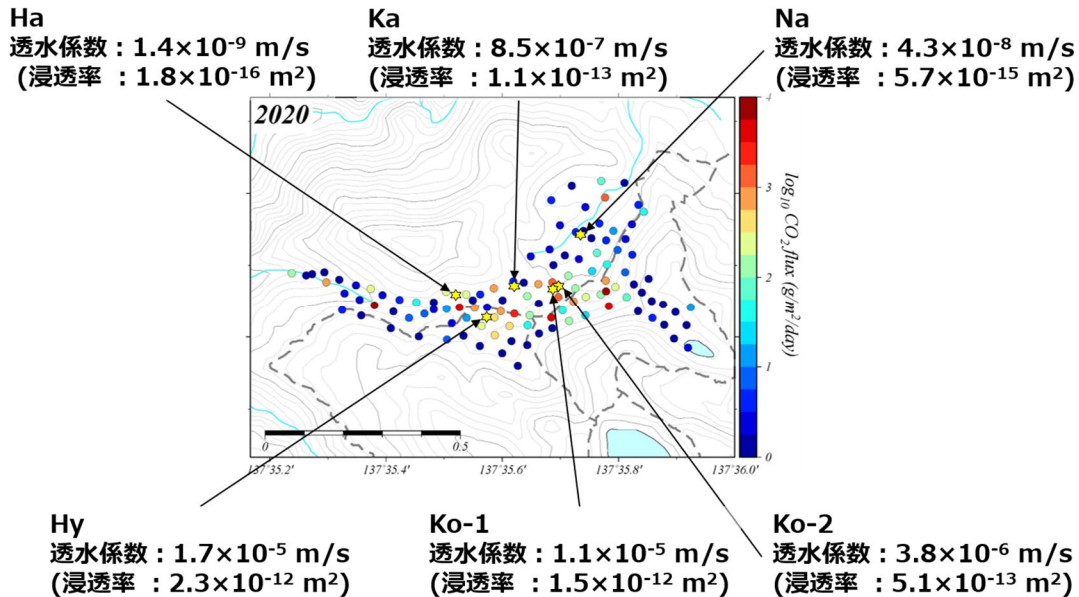 Ha
透水係数：1.4×10⁻⁹ m/s
(浸透率 ：1.8×10⁻¹⁶ m²)
Ka
透水係数：8.5×10⁻⁷ m/s
(浸透率 ：1.1×10⁻¹³ m²)
Na
透水係数：4.3×10⁻⁸ m/s
(浸透率 ：5.7×10⁻¹⁵ m²)
2020
4
3
2
1
0
log₁₀ CO₂ flux (g/m²/day)
0
0.5
137°35.2'
137°35.4'
137°35.6'
137°35.8'
137°36.0'
Hy
透水係数：1.7×10⁻⁵ m/s
(浸透率 ：2.3×10⁻¹² m²)
Ko-1
透水係数：1.1×10⁻⁵ m/s
(浸透率 ：1.5×10⁻¹² m²)
Ko-2
透水係数：3.8×10⁻⁶ m/s
(浸透率 ：5.1×10⁻¹³ m²)